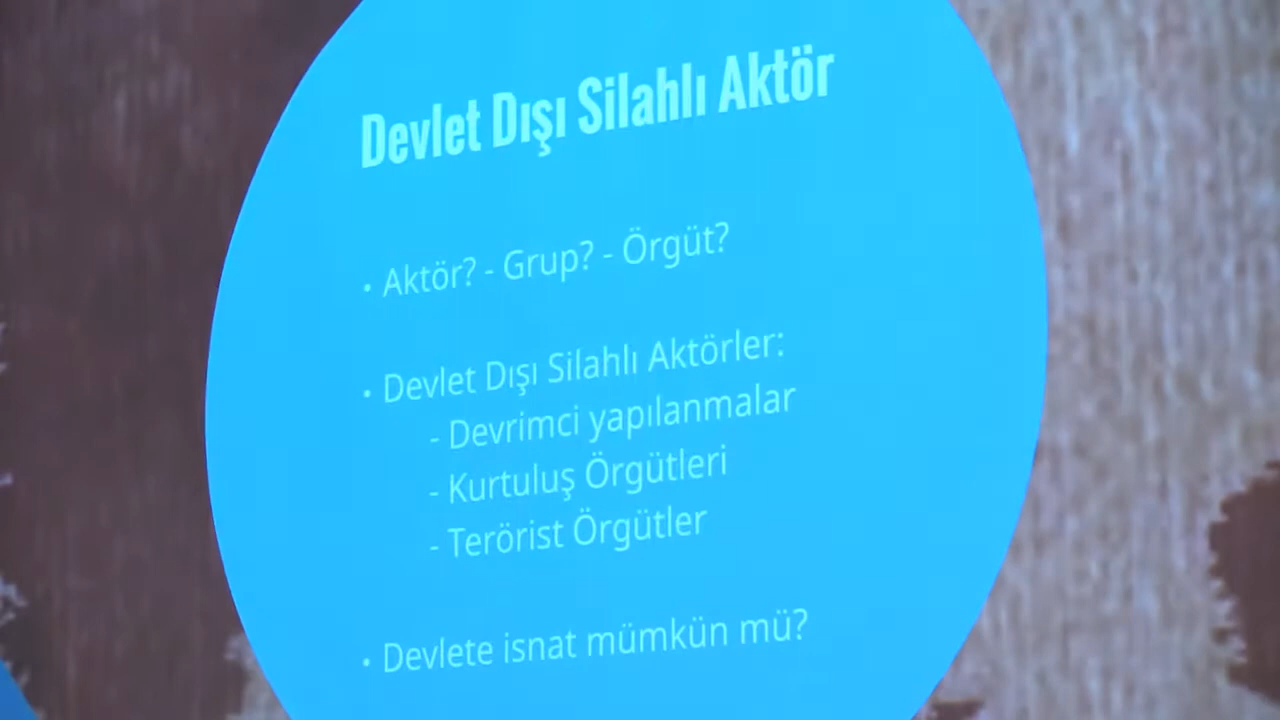 Devlet Dışı Silahlı Aktör
• Aktör? - Grup? - Örgüt?
• Devlet Dışı Silahlı Aktörler:
- Devrimci yapılanmalar
- Kurtuluş Örgütleri
- Terörist Örgütler
• Devlete isnat mümkün mü?